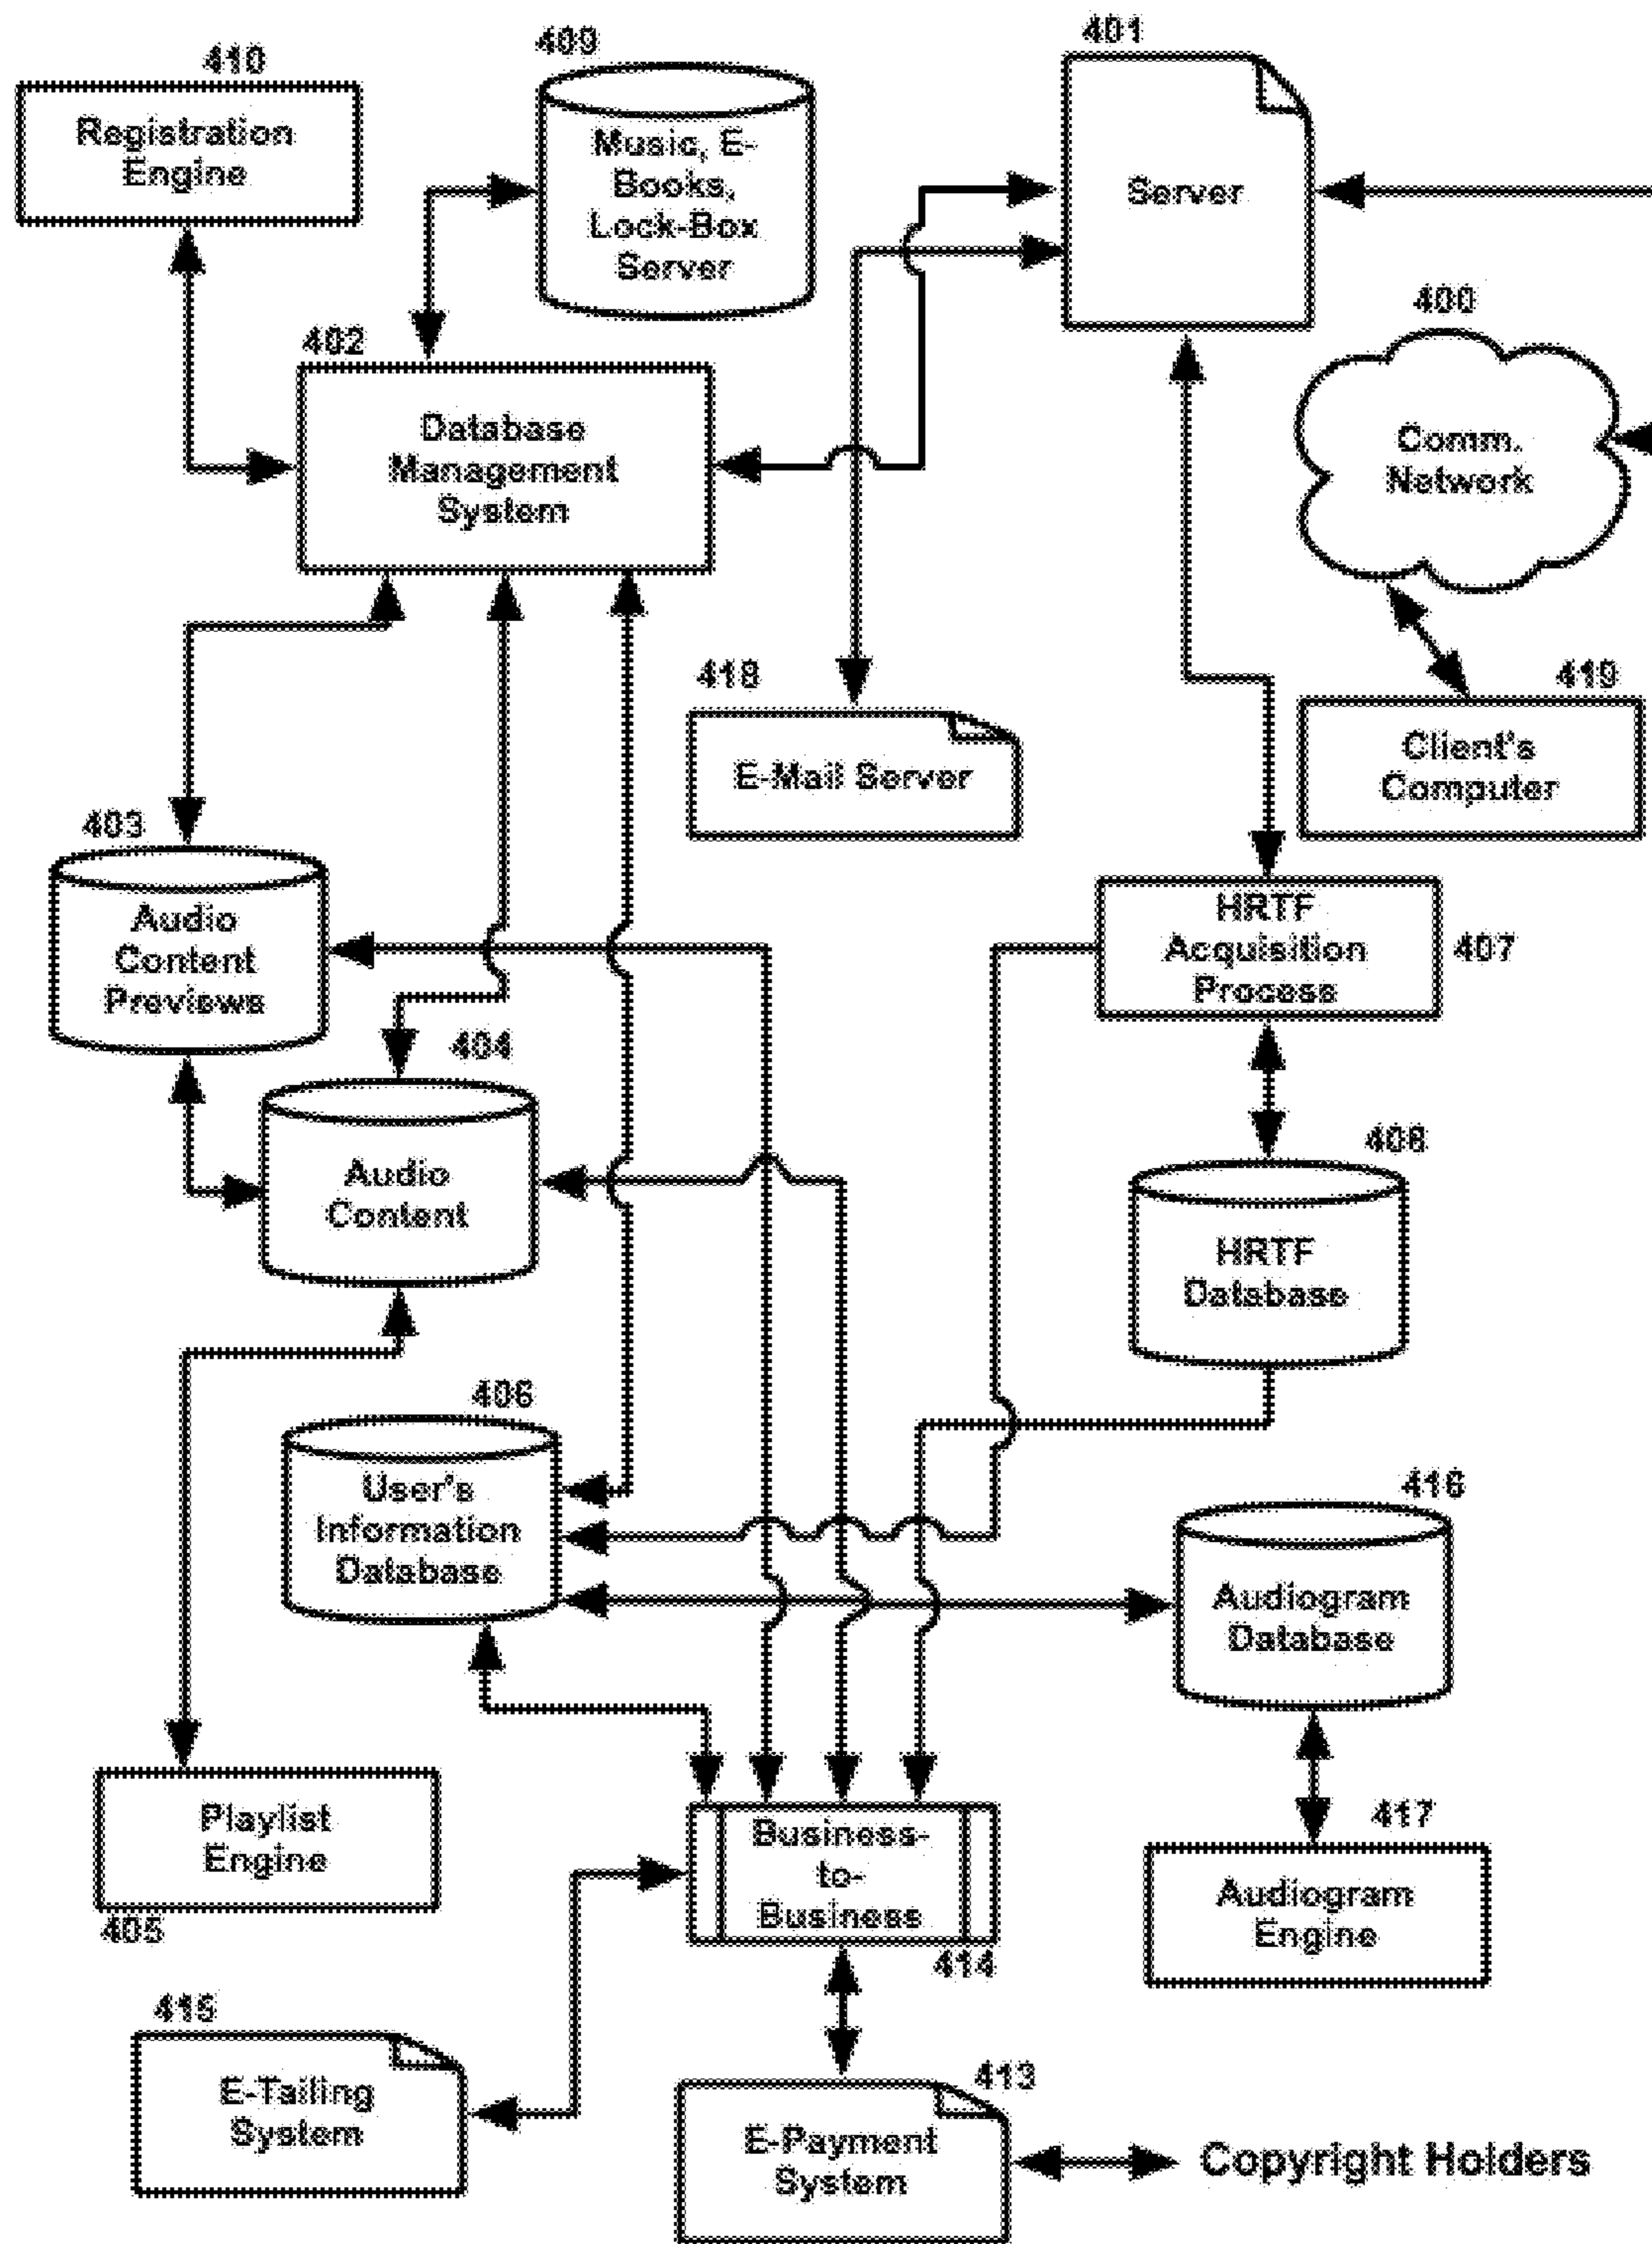 410
Registration
Engine
409
Music, E-
Books,
Lock-Box
Server
401
Server
402
Database
Management
System
400
Comm.
Network
418
E-Mail Server
419
Client's
Computer
403
Audio
Content
Previews
HRTF
Acquisition
Process
407
404
Audio
Content
408
HRTF
Database
406
User's
Information
Database
416
Audiogram
Database
Playlist
Engine
405
Business-
to-
Business
414
417
Audiogram
Engine
415
E-Tailing
System
413
E-Payment
System
Copyright Holders